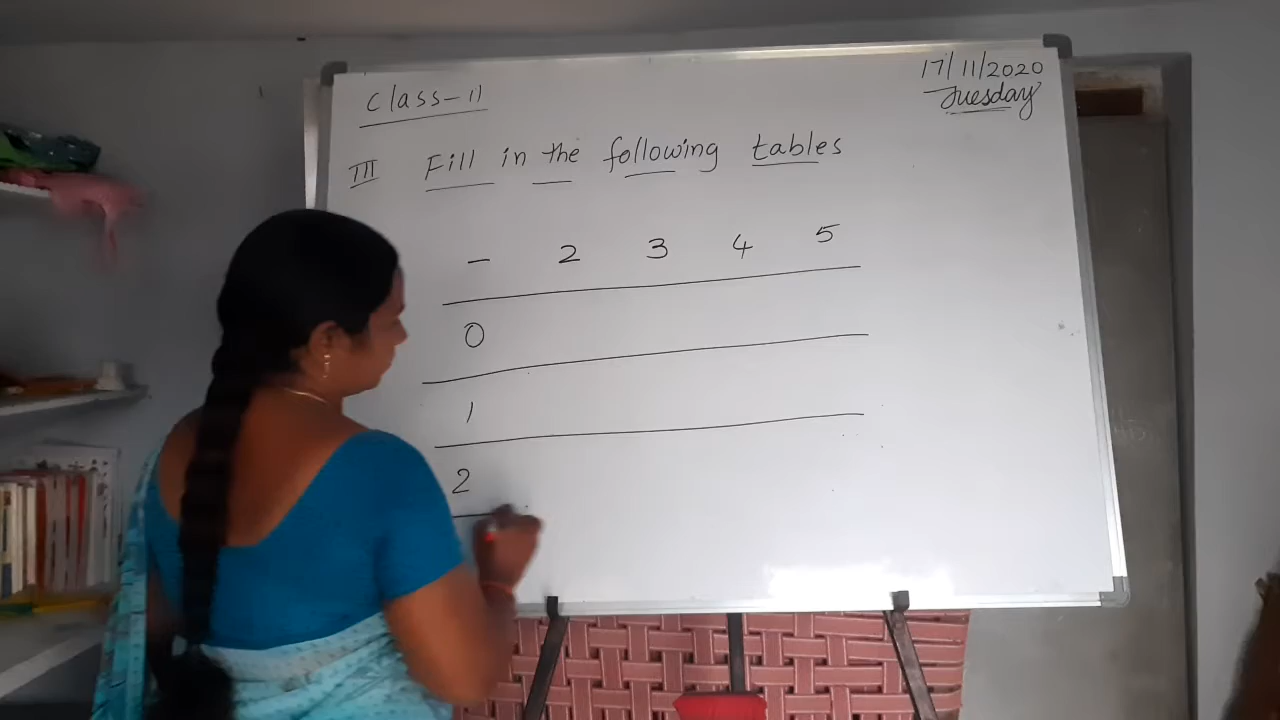 Class-II
17/11/2020
Tuesday
III Fill in the following tables
- 2 3 4 5
0
1
2